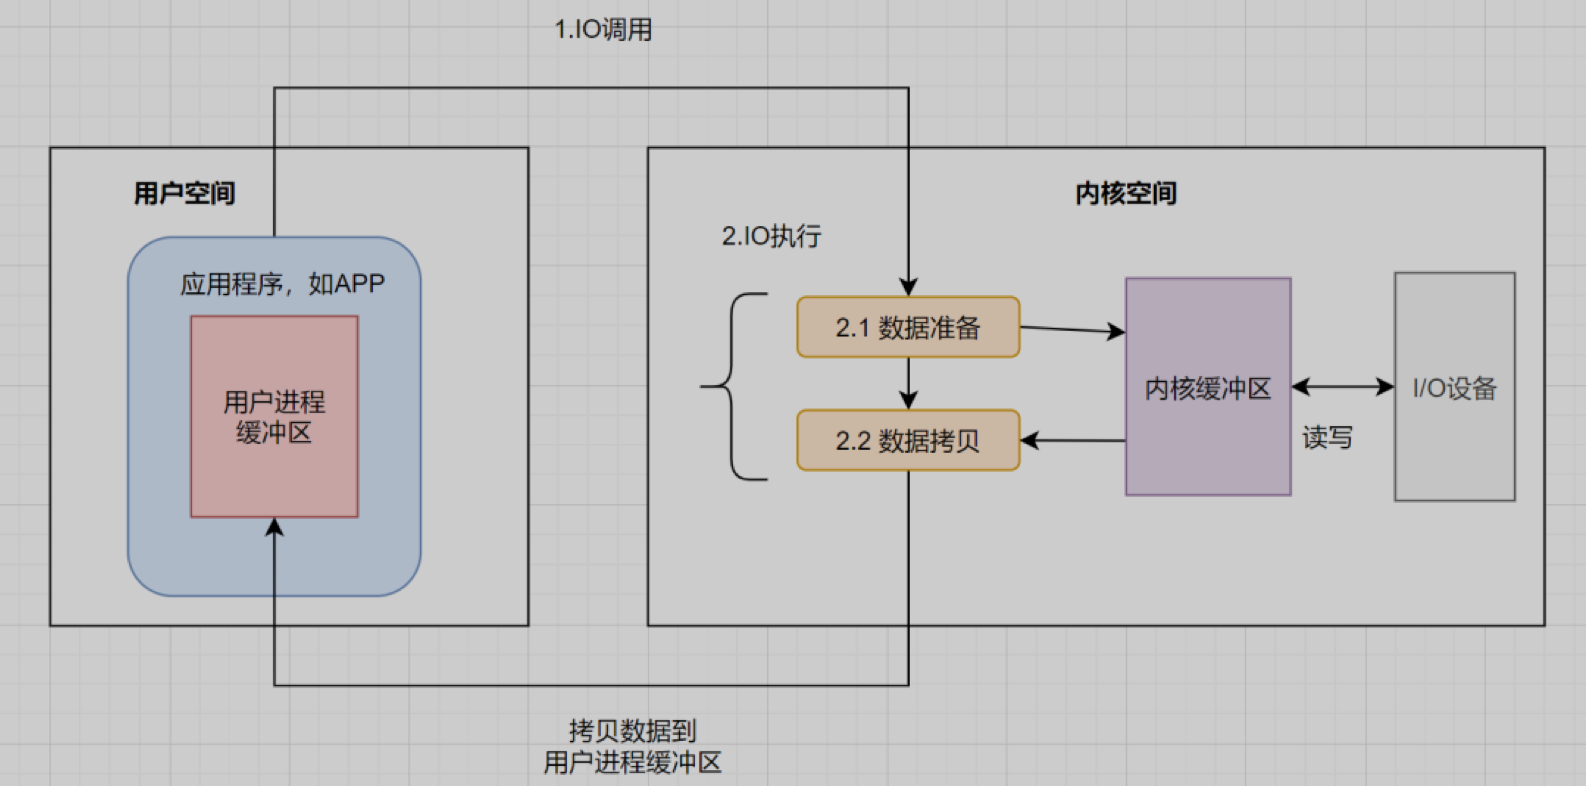 1.IO调用
用户空间
应用程序，如APP
用户进程
缓冲区
内核空间
2.IO执行
2.1 数据准备
2.2 数据拷贝
内核缓冲区
读写
I/O设备
拷贝数据到
用户进程缓冲区